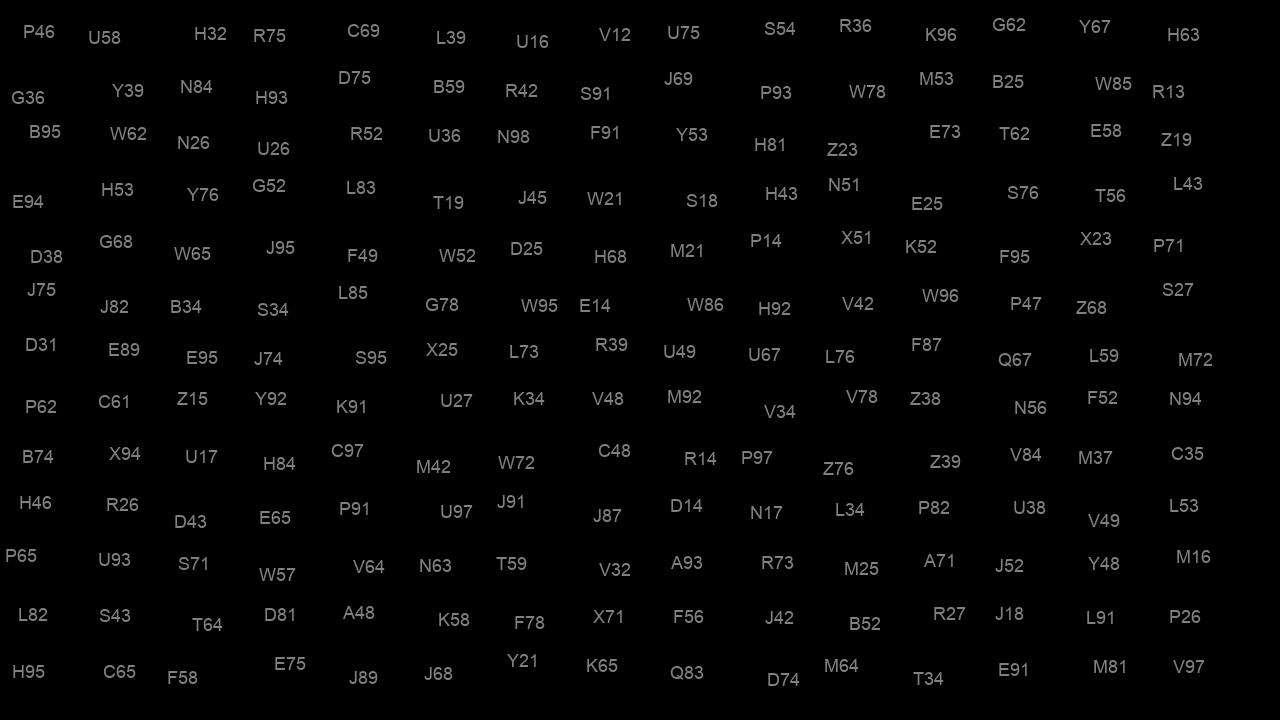 P46 U58 H32 R75 C69 L39 U16 V12 U75 S54 R36 K96 G62 Y67 H63
G36 Y39 N84 H93 D75 B59 R42 S91 J69 P93 W78 M53 B25 W85 R13
B95 W62 N26 U26 R52 U36 N98 F91 Y53 H81 Z23 E73 T62 E58 Z19
E94 H53 Y76 G52 L83 T19 J45 W21 S18 H43 N51 E25 S76 T56 L43
D38 G68 W65 J95 F49 W52 D25 H68 M21 P14 X51 K52 F95 X23 P71
J75 J82 B34 S34 L85 G78 W95 E14 W86 H92 V42 W96 P47 Z68 S27
D31 E89 E95 J74 S95 X25 L73 R39 U49 U67 L76 F87 Q67 L59 M72
P62 C61 Z15 Y92 K91 U27 K34 V48 M92 V34 V78 Z38 N56 F52 N94
B74 X94 U17 H84 C97 M42 W72 C48 R14 P97 Z76 Z39 V84 M37 C35
H46 R26 D43 E65 P91 U97 J91 J87 D14 N17 L34 P82 U38 V49 L53
P65 U93 S71 W57 V64 N63 T59 V32 A93 R73 M25 A71 J52 Y48 M16
L82 S43 T64 D81 A48 K58 F78 X71 F56 J42 B52 R27 J18 L91 P26
H95 C65 F58 E75 J89 J68 Y21 K65 Q83 D74 M64 T34 E91 M81 V97